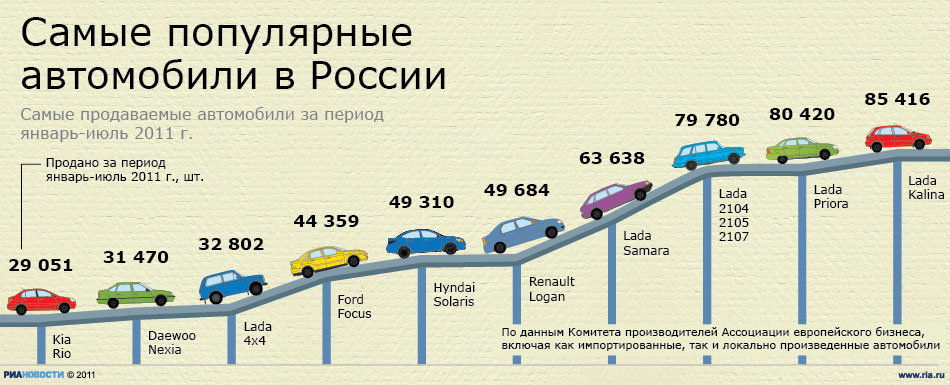 Самые популярные
автомобили в России
Самые продаваемые автомобили за период
январь-июль 2011 г.
Продано за период
январь-июль 2011 г., шт.
29 051
31 470
32 802
44 359
49 310
49 684
63 638
79 780
80 420
85 416
Kia
Rio
Daewoo
Nexia
Lada
4x4
Ford
Focus
Hyndai
Solaris
Renault
Logan
Lada
Samara
Lada
2104
2105
2107
Lada
Priora
Lada
Kalina
По данным Комитета производителей Ассоциации европейского бизнеса,
включая как импортированные, так и локально произведенные автомобили
РИАНОВОСТИ © 2011
www.ria.ru